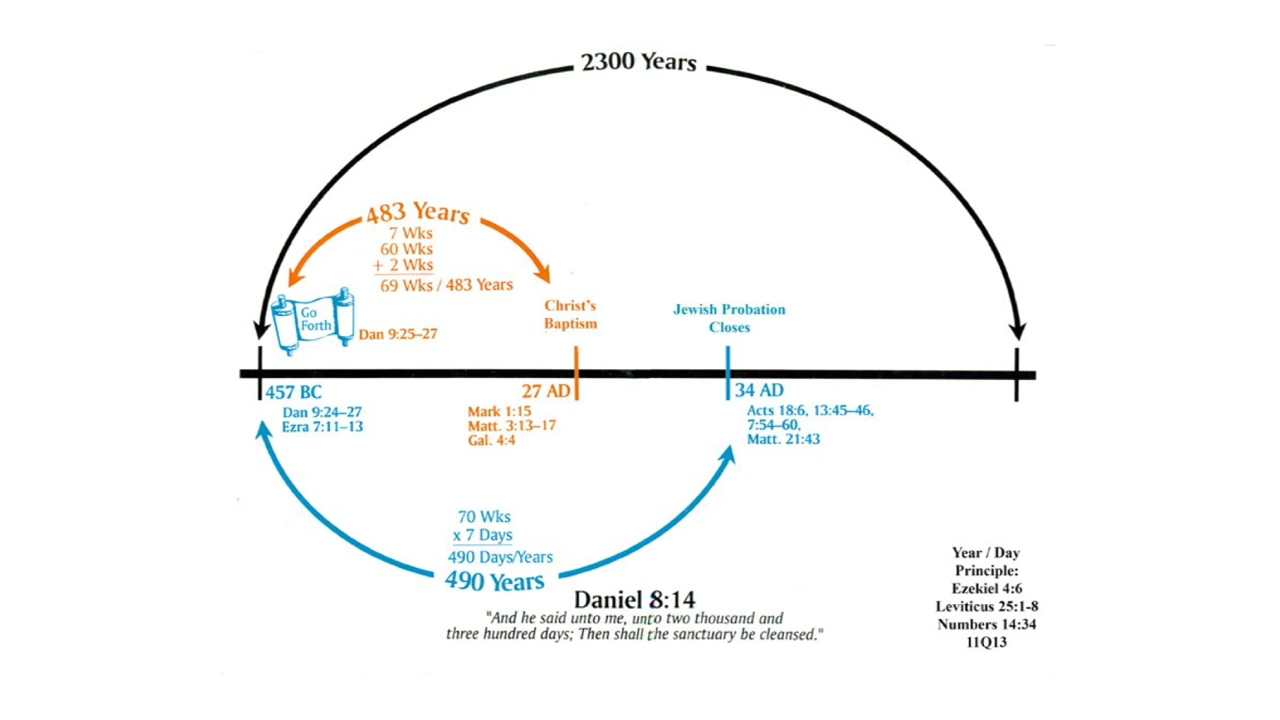 2300 Years
483 Years
7 Wks
60 Wks
+ 2 Wks
69 Wks / 483 Years
Go
Forth
Dan 9:25–27
Christ's
Baptism
Jewish Probation
Closes
457 BC
Dan 9:24–27
Ezra 7:11–13
27 AD
Mark 1:15
Matt. 3:13–17
Gal. 4:4
34 AD
Acts 18:6, 13:45–46,
7:54–60,
Matt. 21:43
70 Wks
x 7 Days
490 Days/Years
490 Years
Daniel 8:14
"And he said unto me, unto two thousand and
three hundred days; Then shall the sanctuary be cleansed."
Year / Day
Principle:
Ezekiel 4:6
Leviticus 25:1-8
Numbers 14:34
11Q13